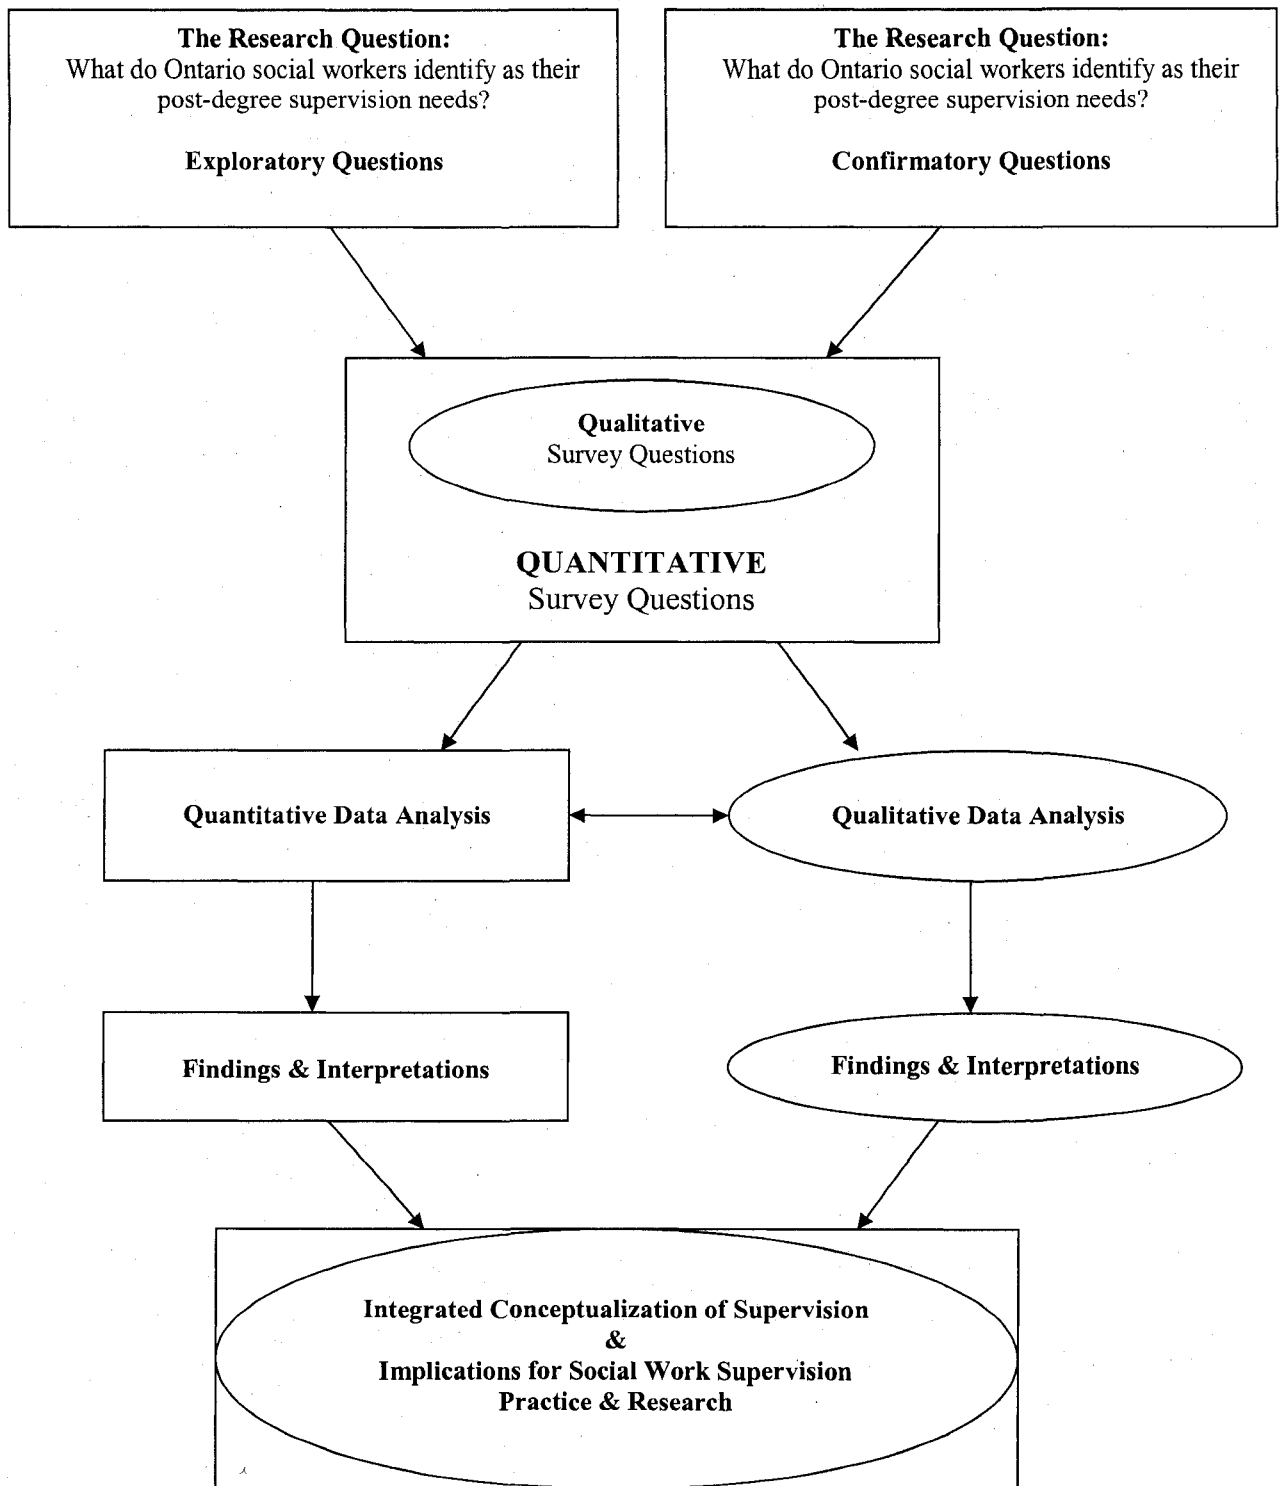 The Research Question:
What do Ontario social workers identify as their
post-degree supervision needs?
Exploratory Questions
The Research Question:
What do Ontario social workers identify as their
post-degree supervision needs?
Confirmatory Questions
Qualitative
Survey Questions
QUANTITATIVE
Survey Questions
Quantitative Data Analysis
Qualitative Data Analysis
Findings & Interpretations
Findings & Interpretations
Integrated Conceptualization of Supervision
&
Implications for Social Work Supervision
Practice & Research